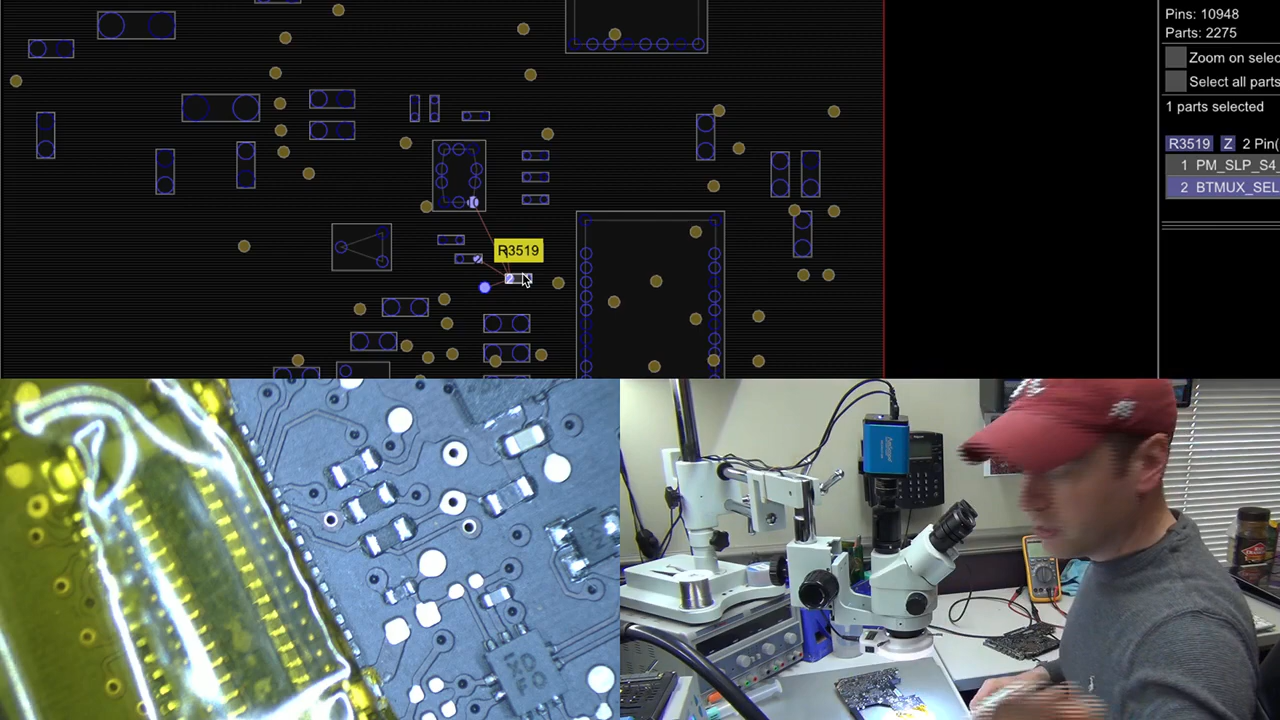 Pins: 10948
Parts: 2275
Zoom on selec
Select all parts
1 parts selected
R3519 Z 2 Pin(
1 PM_SLP_S4_
2 BTMUX_SEL
R3519